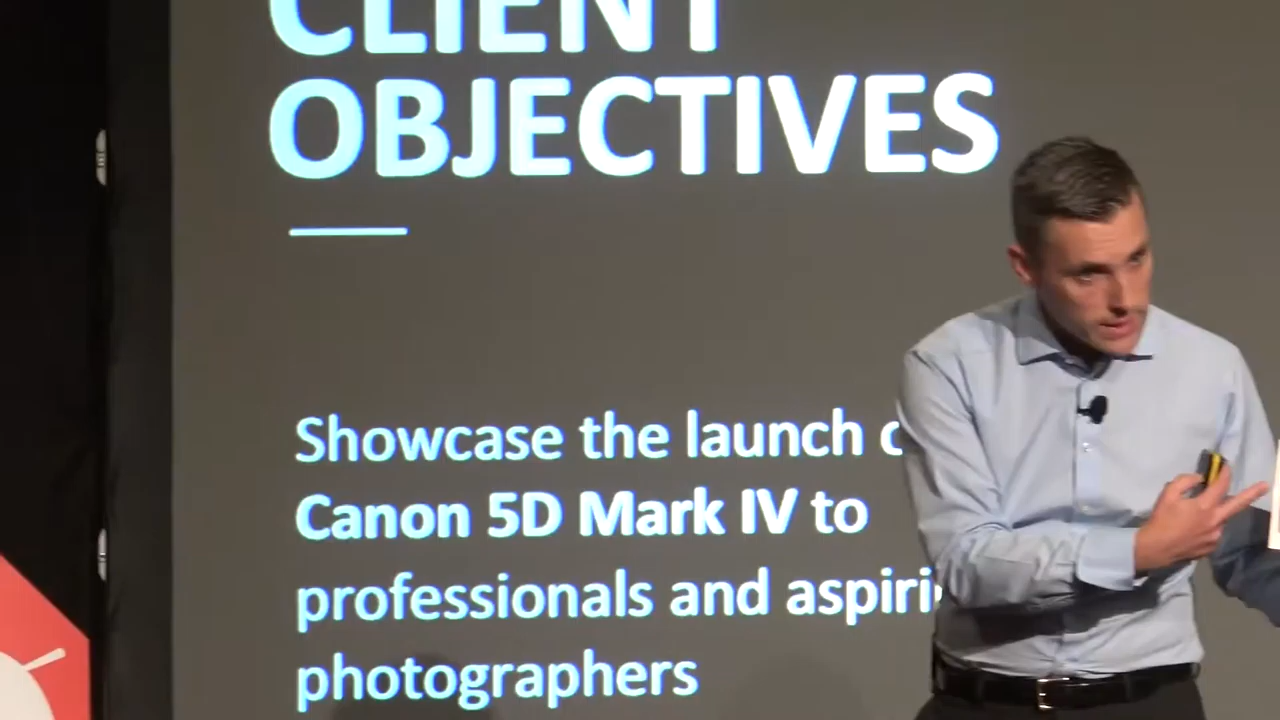 CLIENT
OBJECTIVES
Showcase the launch
Canon 5D Mark IV to
professionals and
photographers